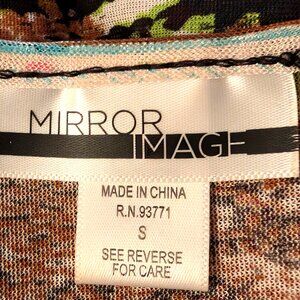 MIRROR
IMAGE
MADE IN CHINA
R.N.93771
S
SEE REVERSE
FOR CARE